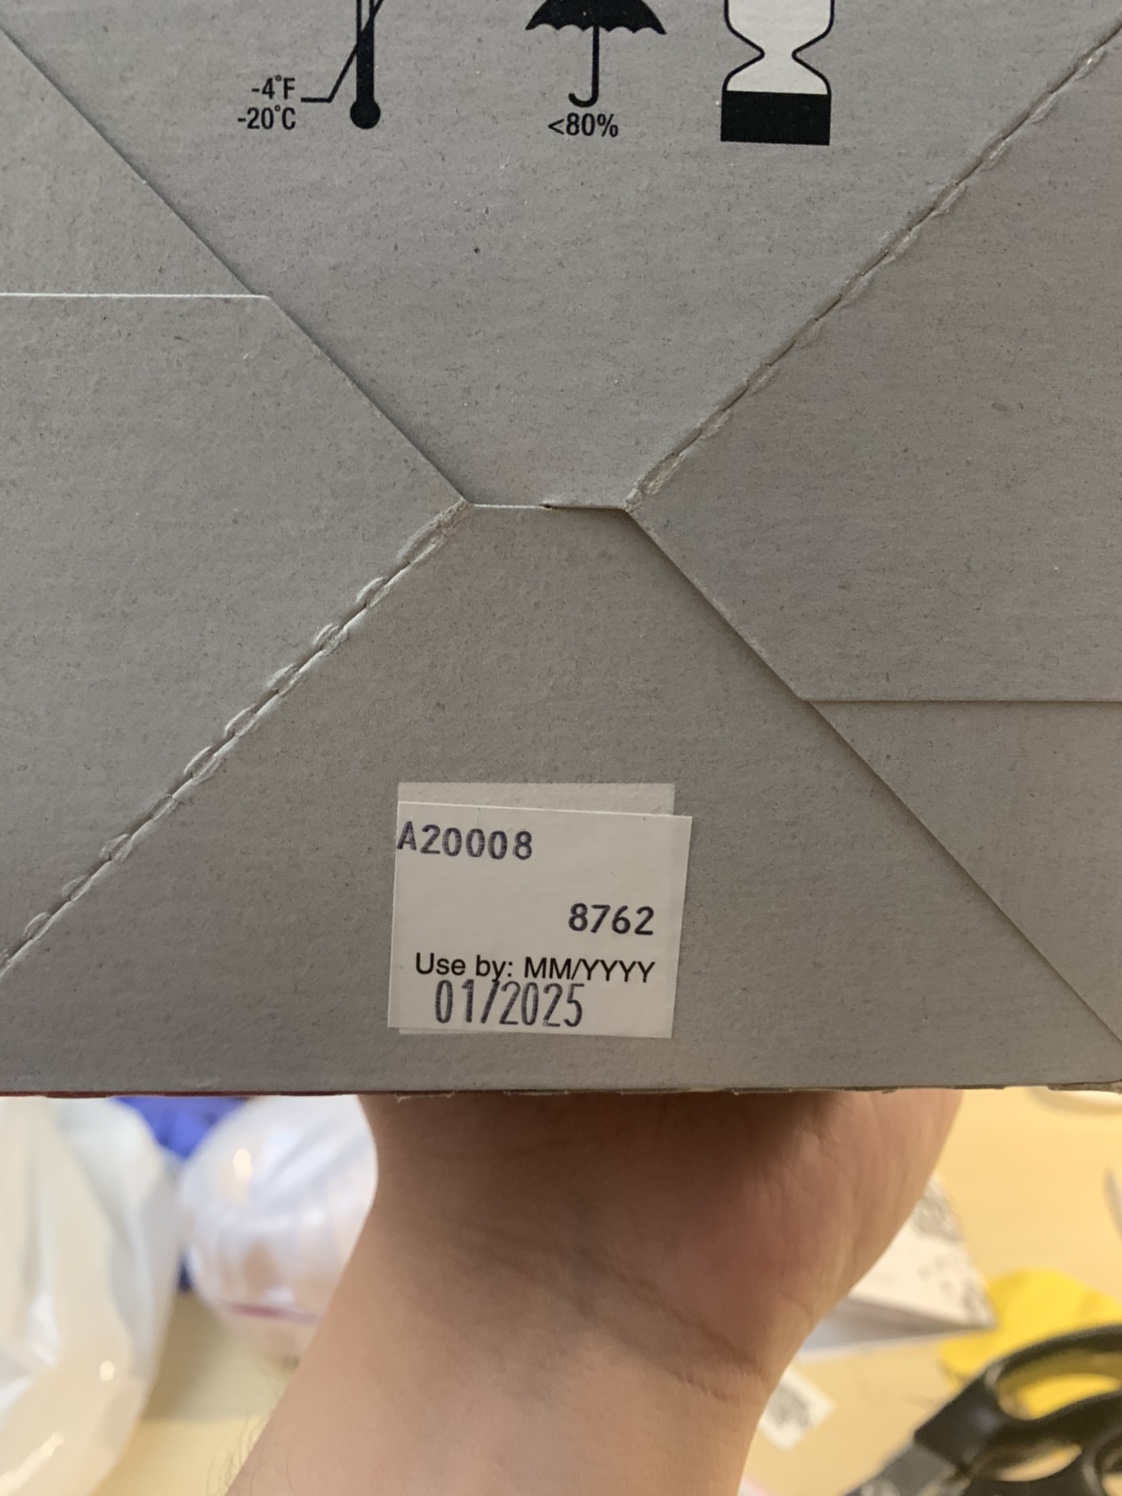 -4°F
-20°C
<80%
A20008
8762
Use by: MM/YYYY
01/2025